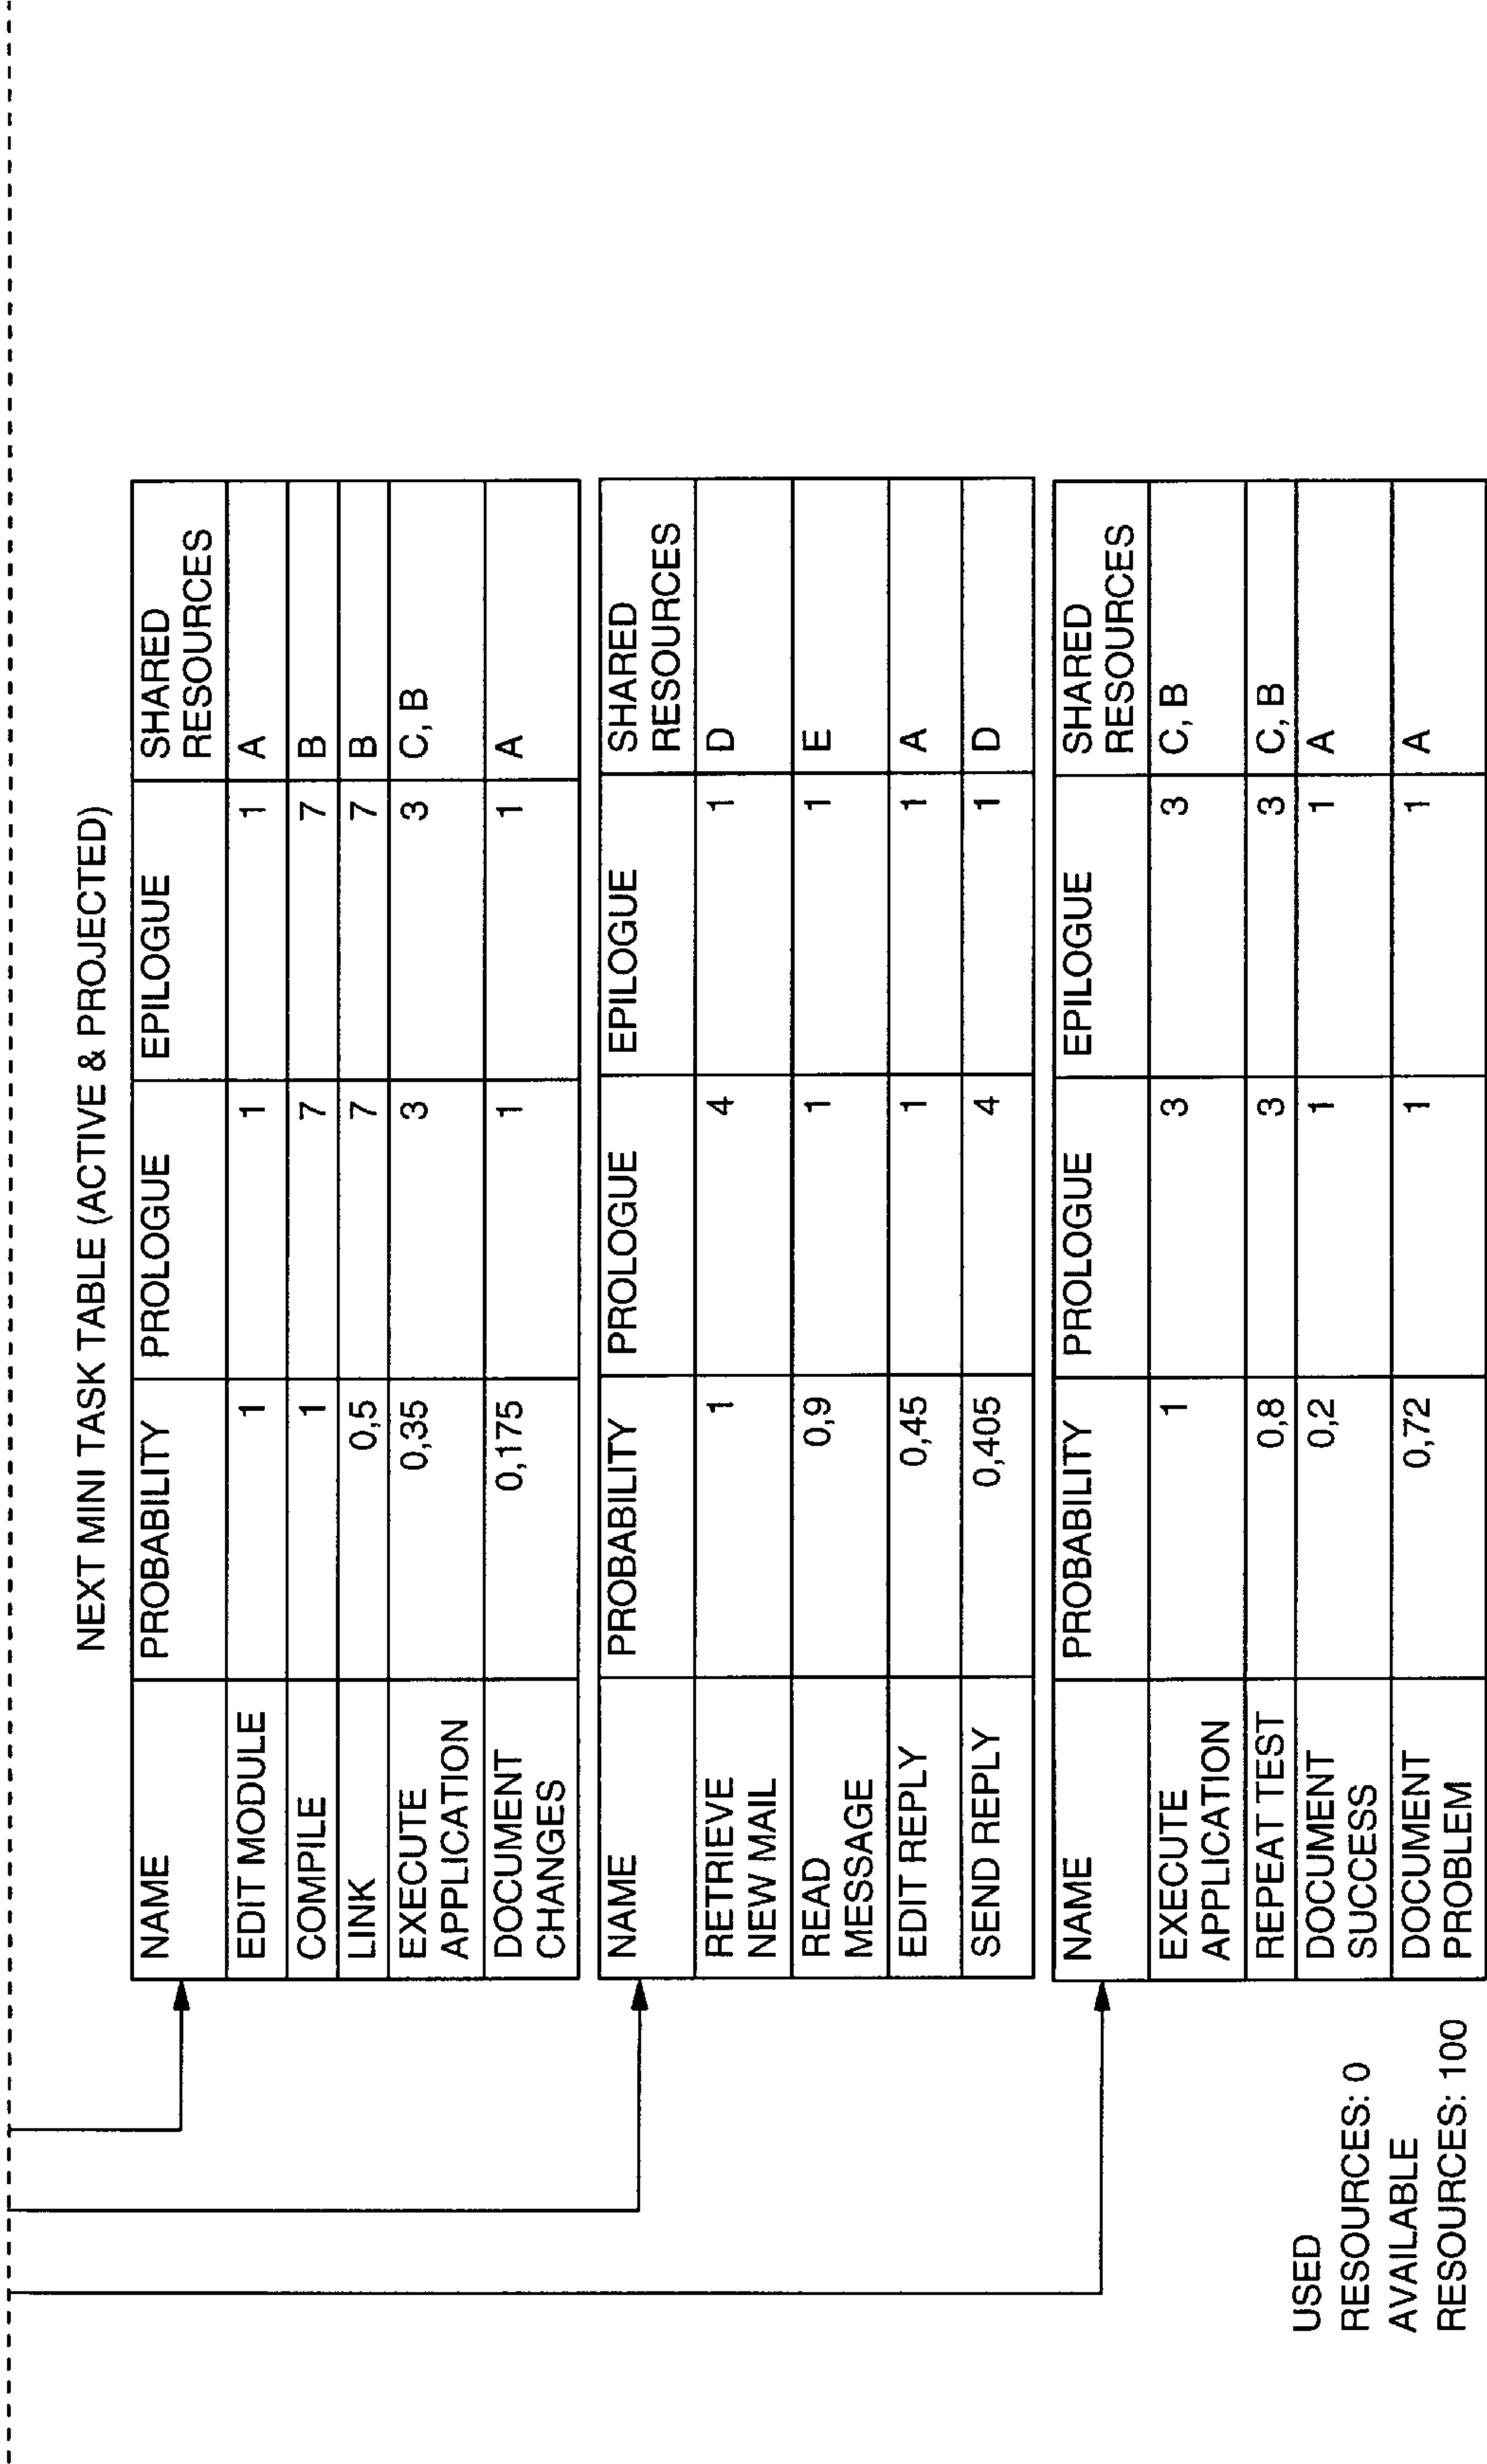 NEXT MINI TASK TABLE (ACTIVE & PROJECTED)
NAME PROBABILITY PROLOGUE EPILOGUE SHARED
RESOURCES
EDIT MODULE 1 1 1 A
COMPILE 1 7 7 B
LINK 0,5 7 7 B
EXECUTE 0,35 3 3 C, B
APPLICATION
DOCUMENT 0,175 1 1 A
CHANGES
NAME PROBABILITY PROLOGUE EPILOGUE SHARED
RESOURCES
RETRIEVE 1 4 1 D
NEW MAIL
READ 0,9 1 1 E
MESSAGE
EDIT REPLY 0,45 1 1 A
SEND REPLY 0,405 4 1 D
NAME PROBABILITY PROLOGUE EPILOGUE SHARED
RESOURCES
EXECUTE 1 3 3 C, B
APPLICATION
REPEAT TEST 0,8 3 3 C, B
DOCUMENT 0,2 1 1 A
SUCCESS
DOCUMENT 0,72 1 1 A
PROBLEM
USED
RESOURCES: 0
AVAILABLE
RESOURCES: 100